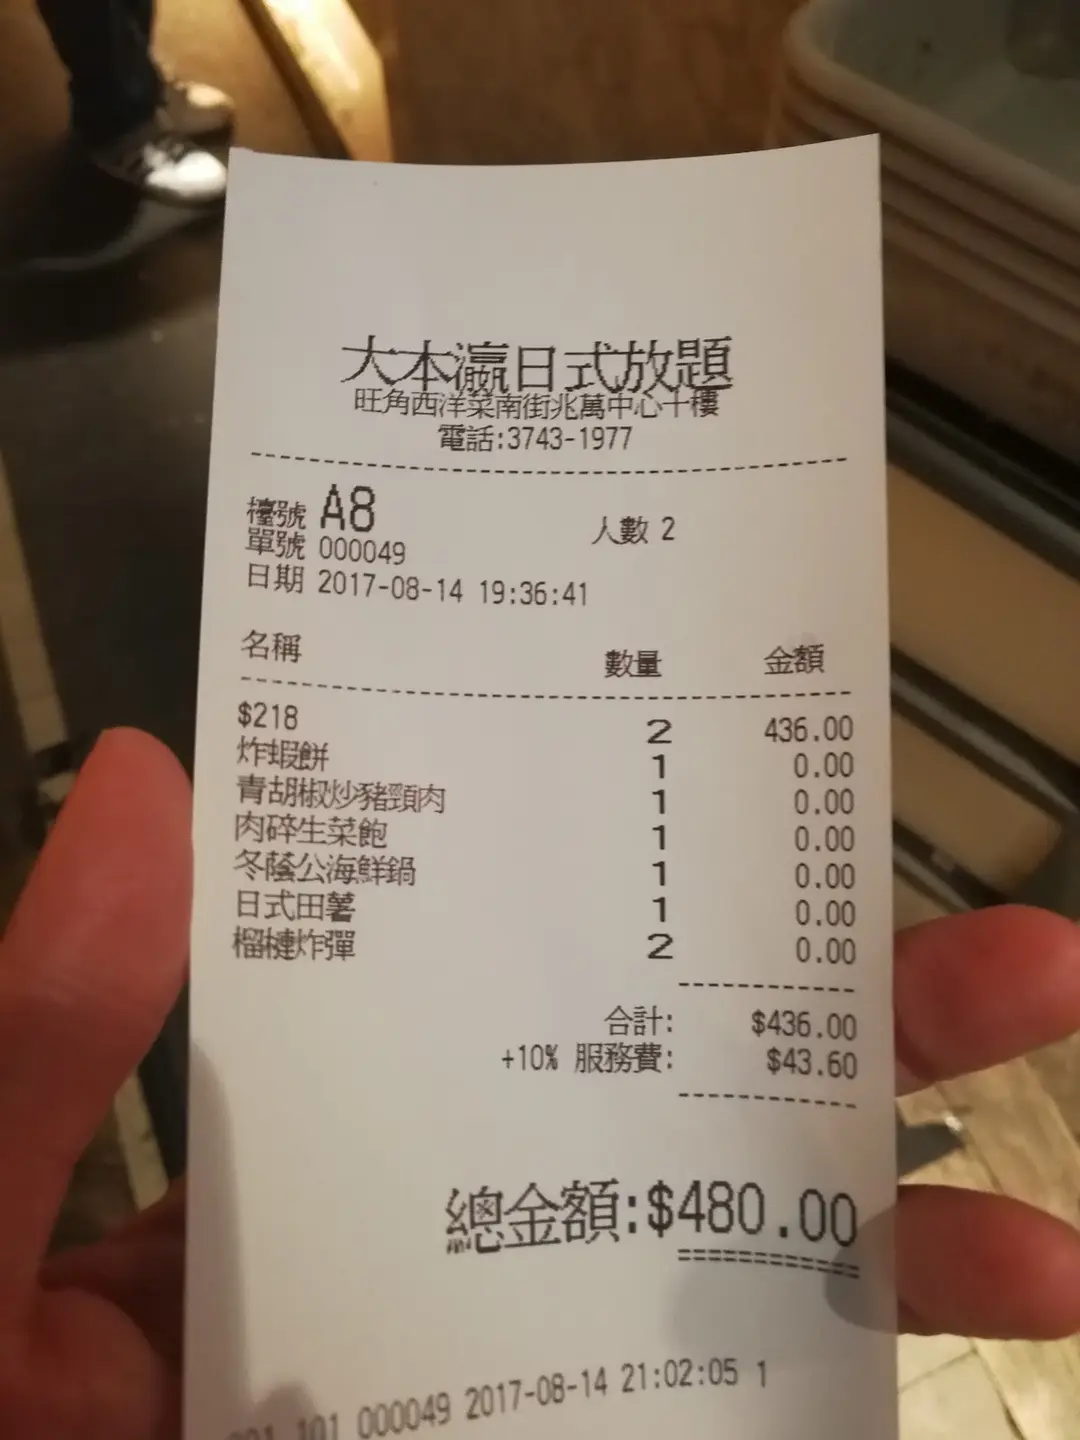 大本瀛日式放題
旺角西洋菜南街兆萬中心十樓
電話:3743-1977
檯號 A8 人數 2
單號 000049
日期 2017-08-14 19:36:41
名稱 數量 金額
$218 2 436.00
炸蝦餅 1 0.00
青胡椒炒豬頸肉 1 0.00
肉碎生菜飽 1 0.00
冬蔭公海鮮鍋 1 0.00
日式田薯 1 0.00
榴槤炸彈 2 0.00
合計: $436.00
+10% 服務費: $43.60
總金額:$480.00
101 000049 2017-08-14 21:02:05 1